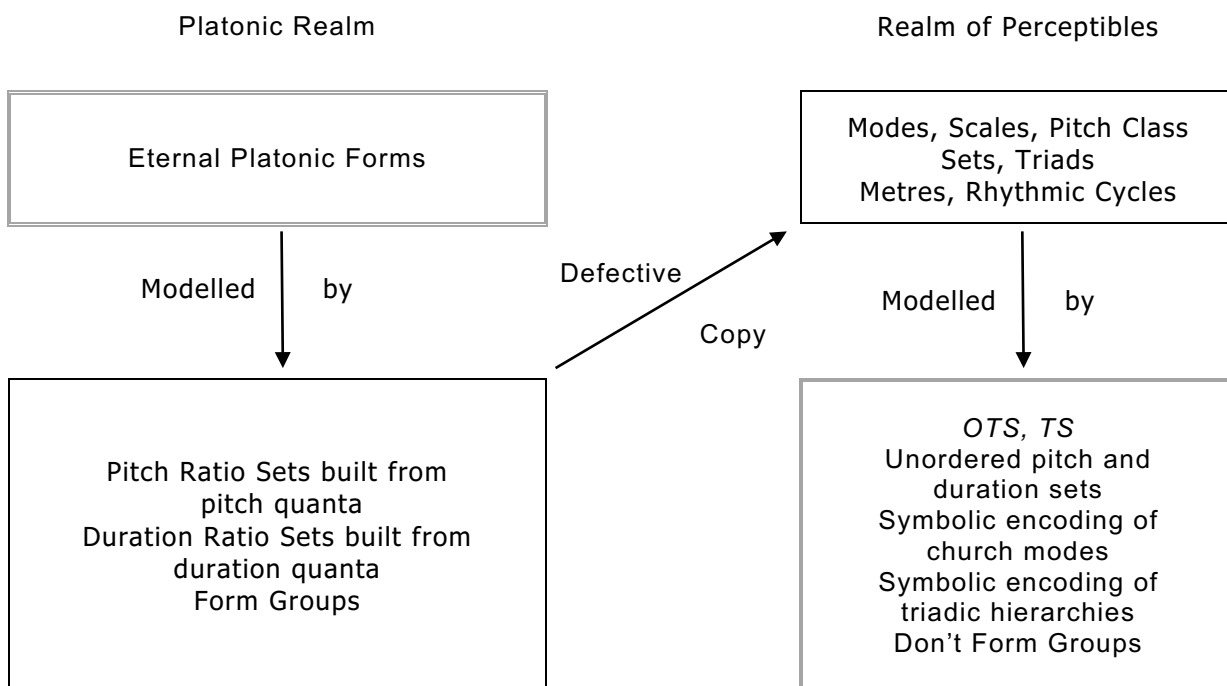 Platonic Realm
Realm of Perceptibles
Eternal Platonic Forms
Modes, Scales, Pitch Class
Sets, Triads
Metres, Rhythmic Cycles
Modelled by
Defective
Copy
Modelled by
Pitch Ratio Sets built from
pitch quanta
Duration Ratio Sets built from
duration quanta
Form Groups
OTS, TS
Unordered pitch and
duration sets
Symbolic encoding of
church modes
Symbolic encoding of
triadic hierarchies
Don’t Form Groups